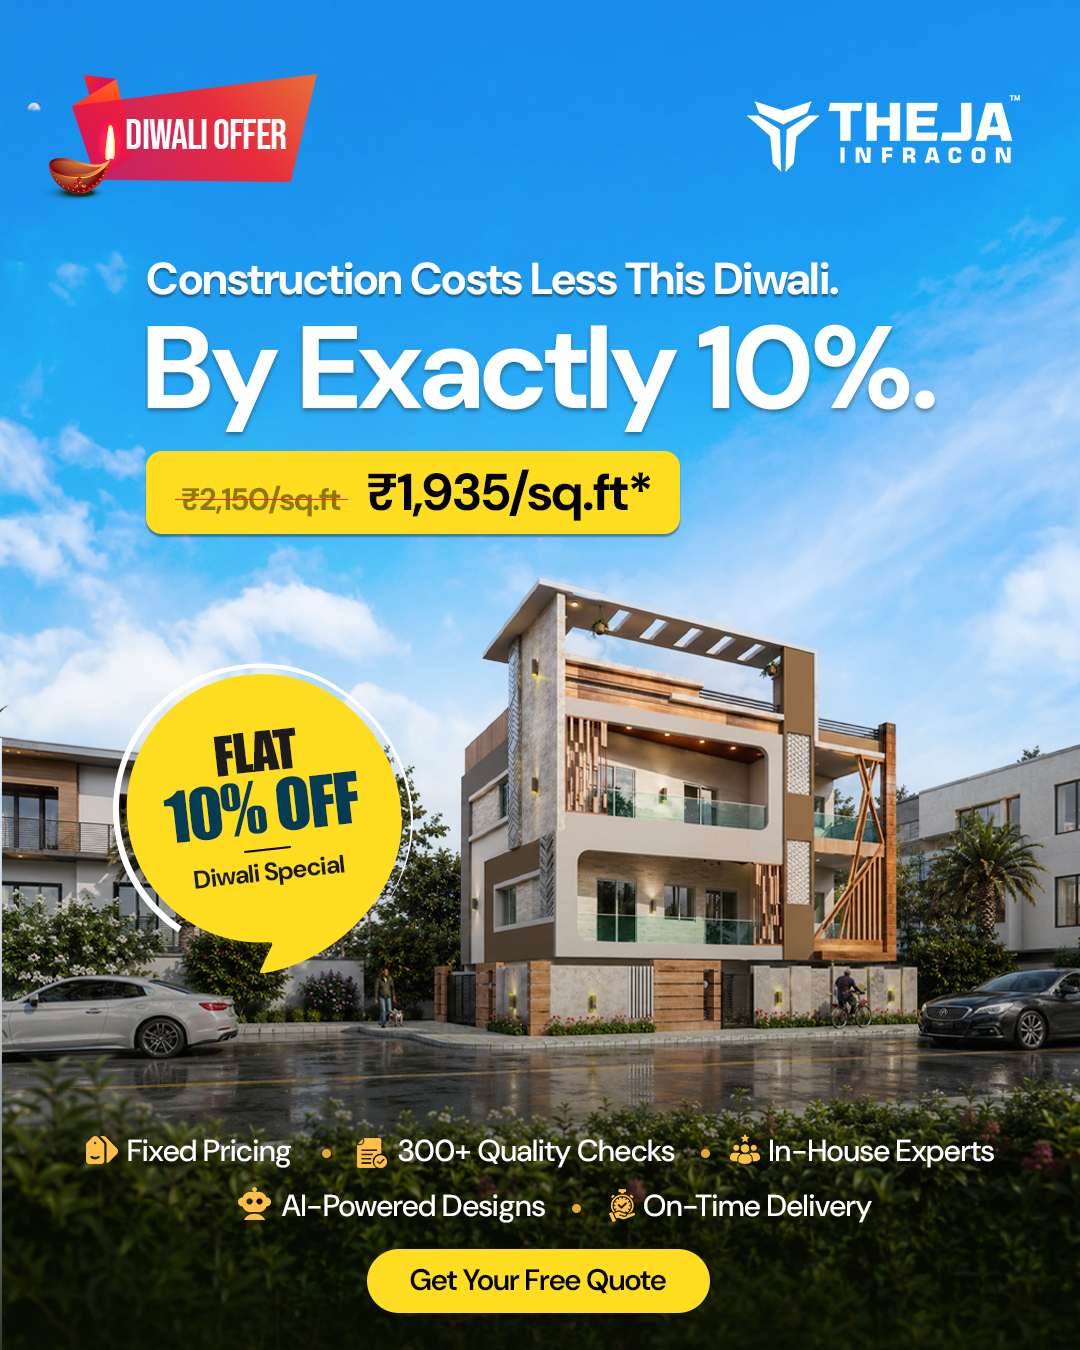 DIWALI OFFER
THEJA™
INFRACON
Construction Costs Less This Diwali.
By Exactly 10%.
₹2,150/sq.ft ₹1,935/sq.ft*
FLAT
10% OFF
Diwali Special
Fixed Pricing • 300+ Quality Checks • In-House Experts
AI-Powered Designs • On-Time Delivery
Get Your Free Quote